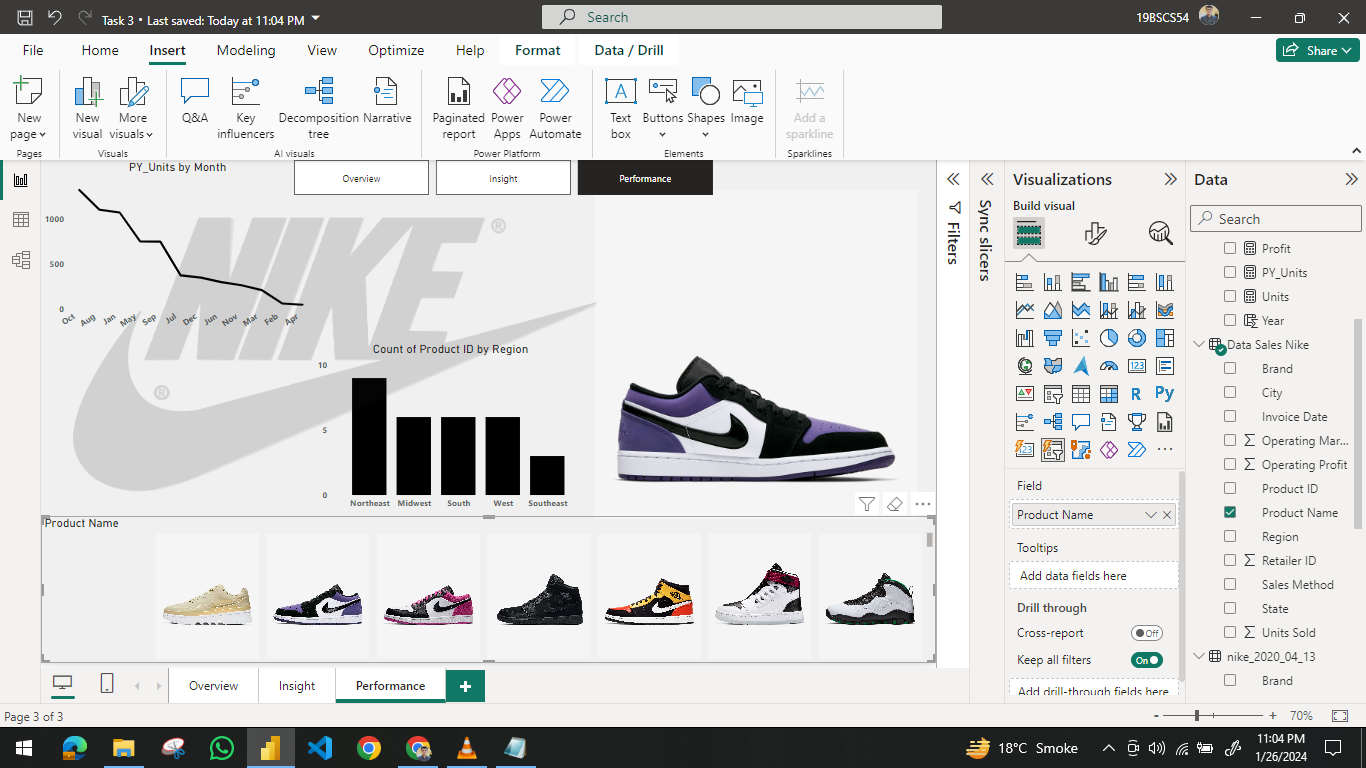 Task 3 • Last saved: Today at 11:04 PM
Search
19BSCS54
File
Home
Insert
Modeling
View
Optimize
Help
Format
Data / Drill
Share
New page
New visual
More visuals
Q&A
Key influencers
Decomposition tree
Narrative
Paginated report
Power Apps
Power Automate
Text box
Buttons
Shapes
Image
Add a sparkline
Pages
Visuals
AI visuals
Power Platform
Elements
Sparklines
PY_Units by Month
1000
500
0
Oct
Aug
Jan
May
Sep
Jul
Dec
Jun
Nov
Mar
Feb
Apr
Overview
Insight
Performance
NIKE
®
®
Count of Product ID by Region
10
5
0
Northeast
Midwest
South
West
Southeast
Product Name
Filters
Sync slicers
Visualizations
Build visual
123
R
Py
123
Field
Product Name
Tooltips
Add data fields here
Drill through
Cross-report
Off
Keep all filters
On
Add drill-through fields here
Data
Search
Profit
PY_Units
Units
Year
Data Sales Nike
Brand
City
Invoice Date
Operating Mar...
Operating Profit
Product ID
Product Name
Region
Retailer ID
Sales Method
State
Units Sold
nike_2020_04_13
Brand
Overview
Insight
Performance
Page 3 of 3
70%
18°C Smoke
11:04 PM
1/26/2024